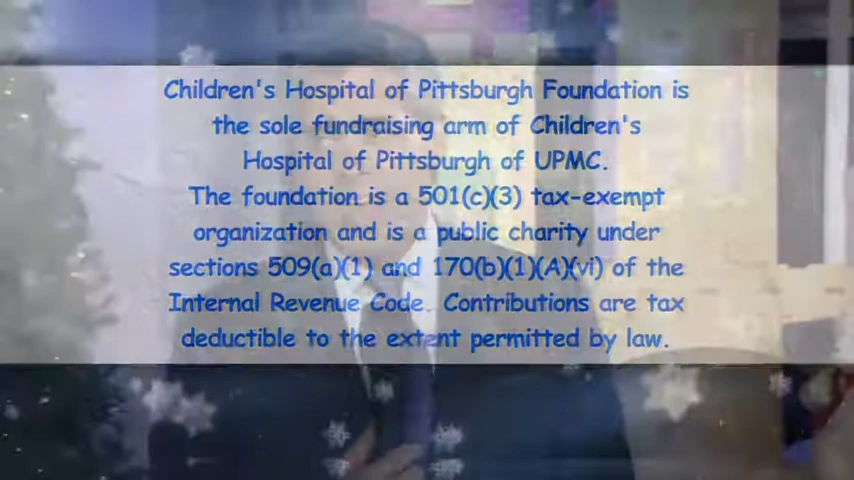 Children's Hospital of Pittsburgh Foundation is
the sole fundraising arm of Children's
Hospital of Pittsburgh of UPMC.
The foundation is a 501(c)(3) tax-exempt
organization and is a public charity under
sections 509(a)(1) and 170(b)(1)(A)(vi) of the
Internal Revenue Code. Contributions are tax
deductible to the extent permitted by law.